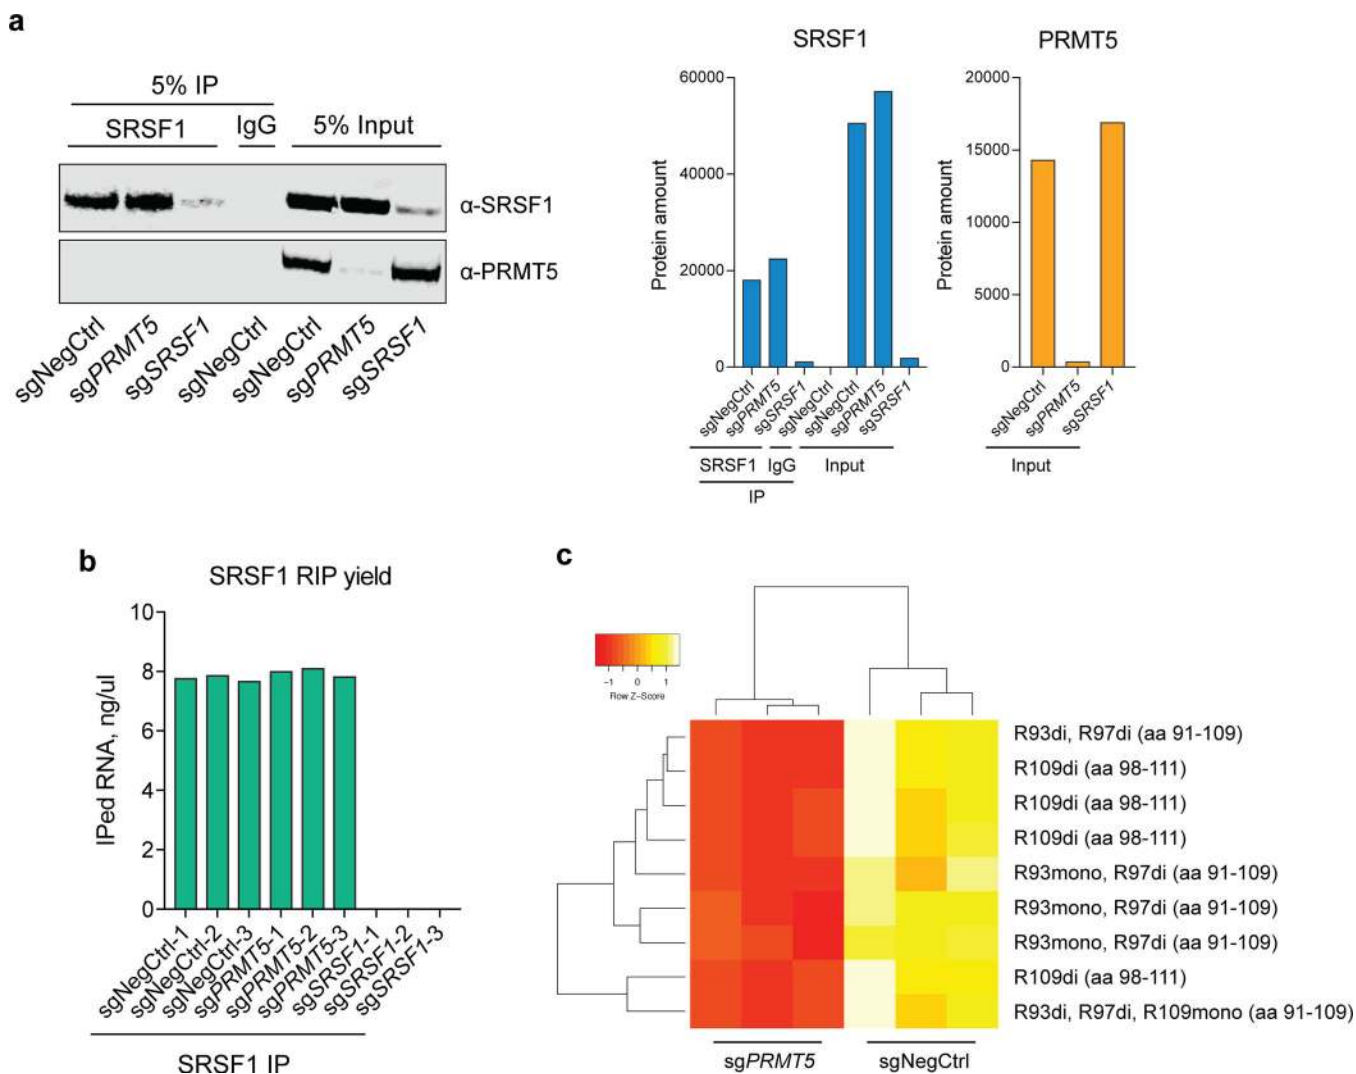 a
5% IP
SRSF1
IgG
5% Input
α-SRSF1
α-PRMT5
sgNegCtrl
sgPRMT5
sgSRSF1
sgNegCtrl
sgNegCtrl
sgPRMT5
sgSRSF1
SRSF1
Protein amount
60000
40000
20000
0
sgNegCtrl
sgPRMT5
sgSRSF1
sgNegCtrl
sgNegCtrl
sgPRMT5
sgSRSF1
SRSF1
IgG
Input
IP
PRMT5
Protein amount
20000
15000
10000
5000
0
sgNegCtrl
sgPRMT5
sgSRSF1
Input
b
SRSF1 RIP yield
IPed RNA, ng/ul
10
8
6
4
2
0
sgNegCtrl-1
sgNegCtrl-2
sgNegCtrl-3
sgPRMT5-1
sgPRMT5-2
sgPRMT5-3
sgSRSF1-1
sgSRSF1-2
sgSRSF1-3
SRSF1 IP
c
−1 0 1
Row Z-Score
R93di, R97di (aa 91-109)
R109di (aa 98-111)
R109di (aa 98-111)
R109di (aa 98-111)
R93mono, R97di (aa 91-109)
R93mono, R97di (aa 91-109)
R93mono, R97di (aa 91-109)
R109di (aa 98-111)
R93di, R97di, R109mono (aa 91-109)
sgPRMT5
sgNegCtrl